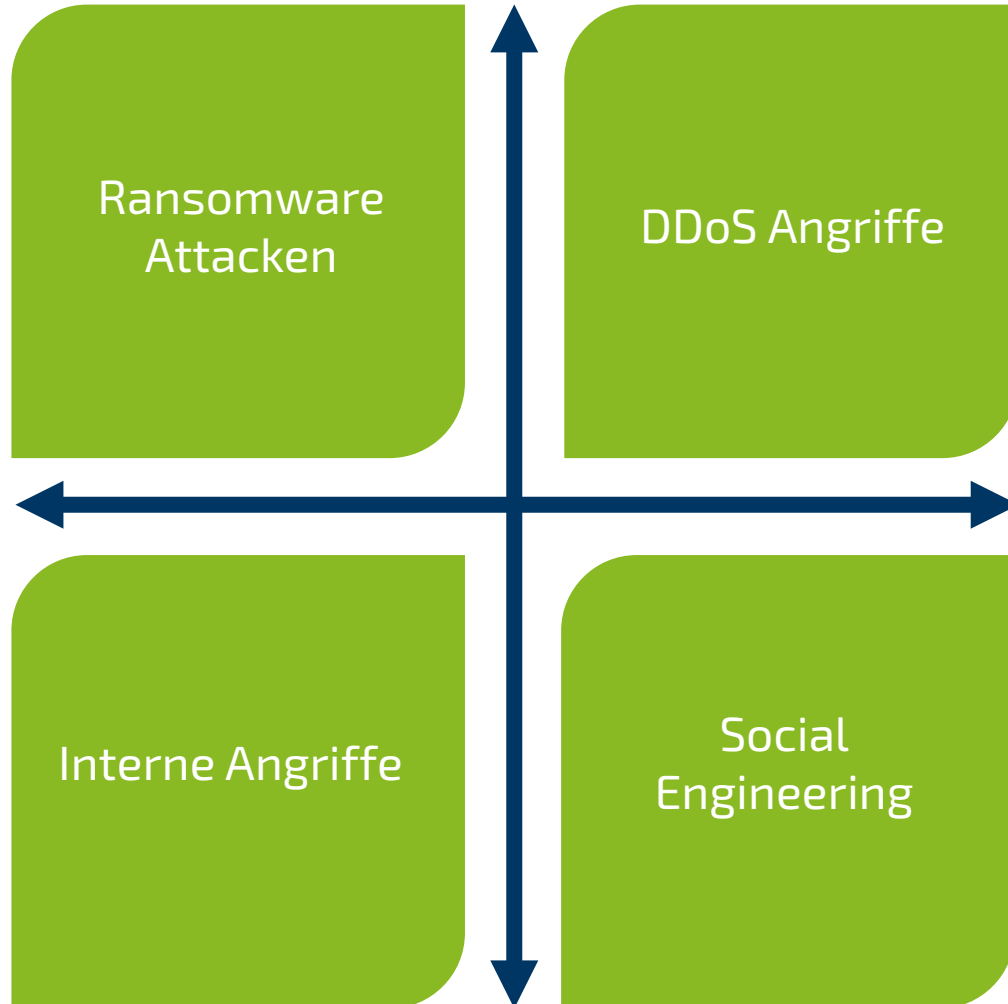 Ransomware
Attacken
DDoS Angriffe
Interne Angriffe
Social
Engineering